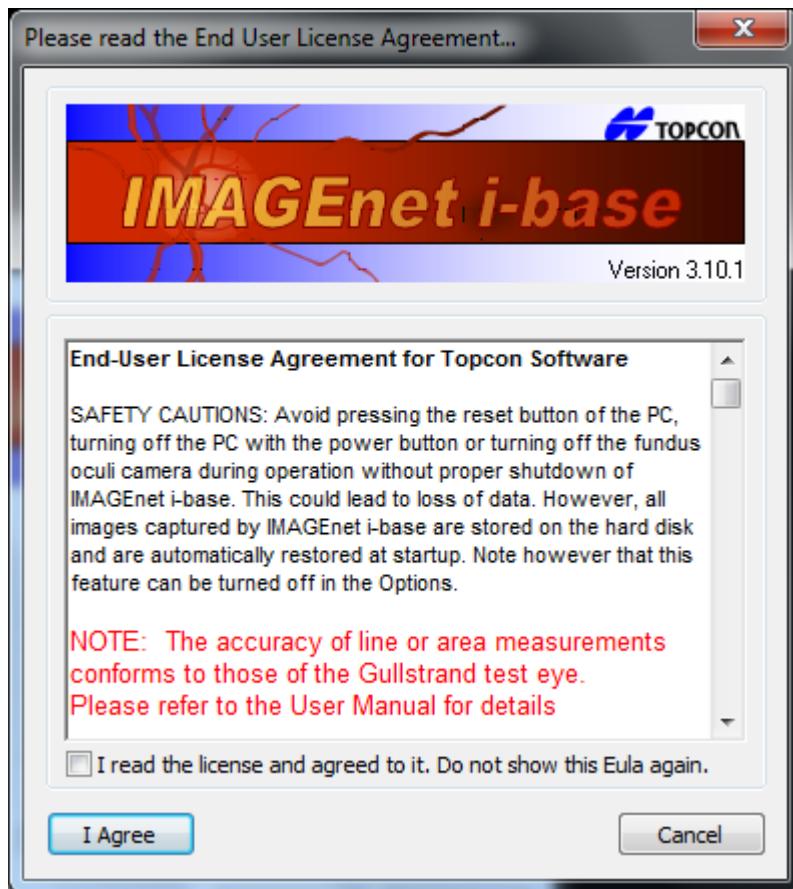 Please read the End User License Agreement...
TOPCON
IMAGEnet i-base
Version 3.10.1
End-User License Agreement for Topcon Software
SAFETY CAUTIONS: Avoid pressing the reset button of the PC,
turning off the PC with the power button or turning off the fundus
oculi camera during operation without proper shutdown of
IMAGEnet i-base. This could lead to loss of data. However, all
images captured by IMAGEnet i-base are stored on the hard disk
and are automatically restored at startup. Note however that this
feature can be turned off in the Options.
NOTE: The accuracy of line or area measurements
conforms to those of the Gullstrand test eye.
Please refer to the User Manual for details
I read the license and agreed to it. Do not show this Eula again.
I Agree
Cancel